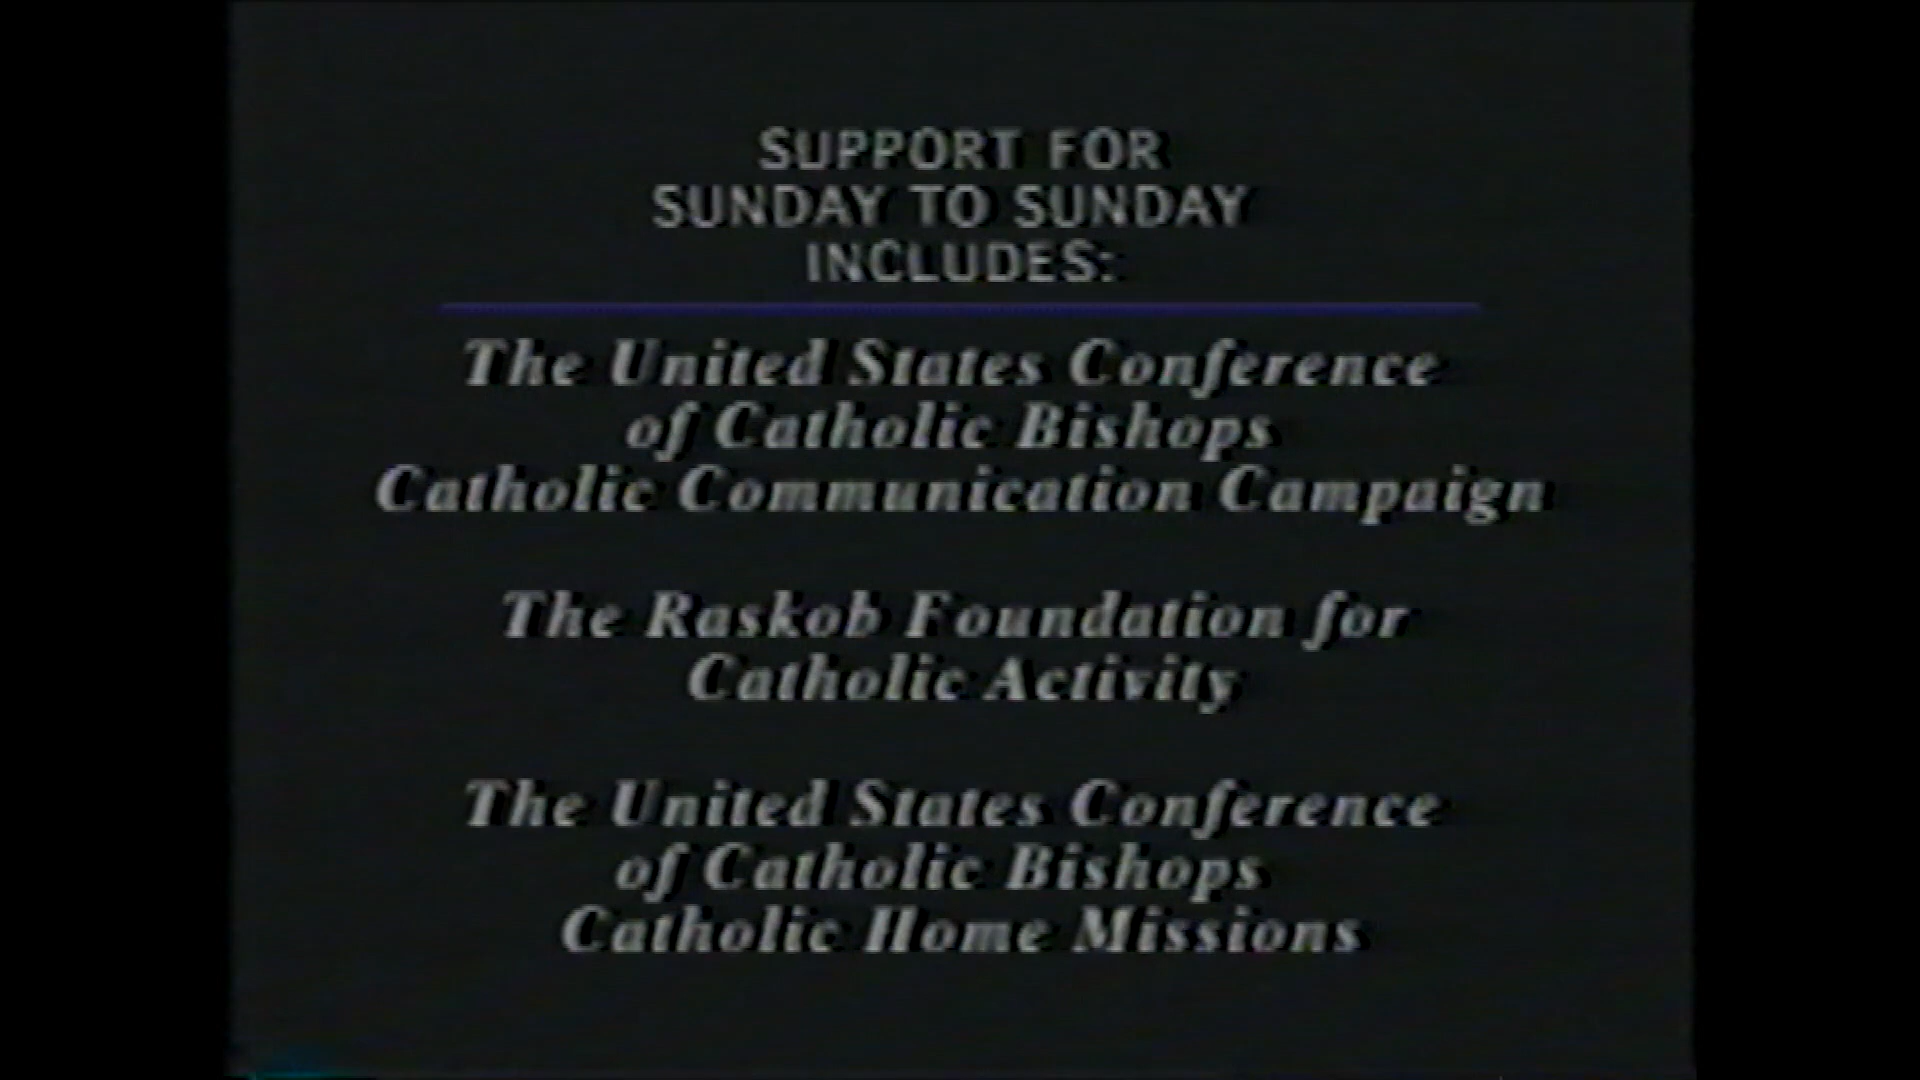 SUPPORT FOR
SUNDAY TO SUNDAY
INCLUDES:
The United States Conference
of Catholic Bishops
Catholic Communication Campaign
The Raskob Foundation for
Catholic Activity
The United States Conference
of Catholic Bishops
Catholic Home Missions